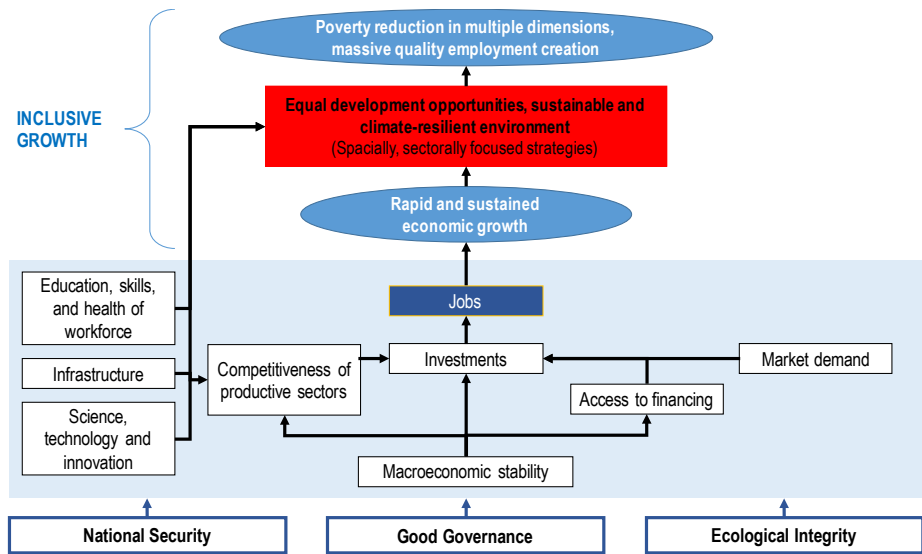 Poverty reduction in multiple dimensions,
massive quality employment creation
INCLUSIVE
GROWTH
Equal development opportunities, sustainable and
climate-resilient environment
(Spacially, sectorally focused strategies)
Rapid and sustained
economic growth
Education, skills,
and health of
workforce
Jobs
Infrastructure
Competitiveness of
productive sectors
Investments
Market demand
Access to financing
Science,
technology and
innovation
Macroeconomic stability
National Security
Good Governance
Ecological Integrity